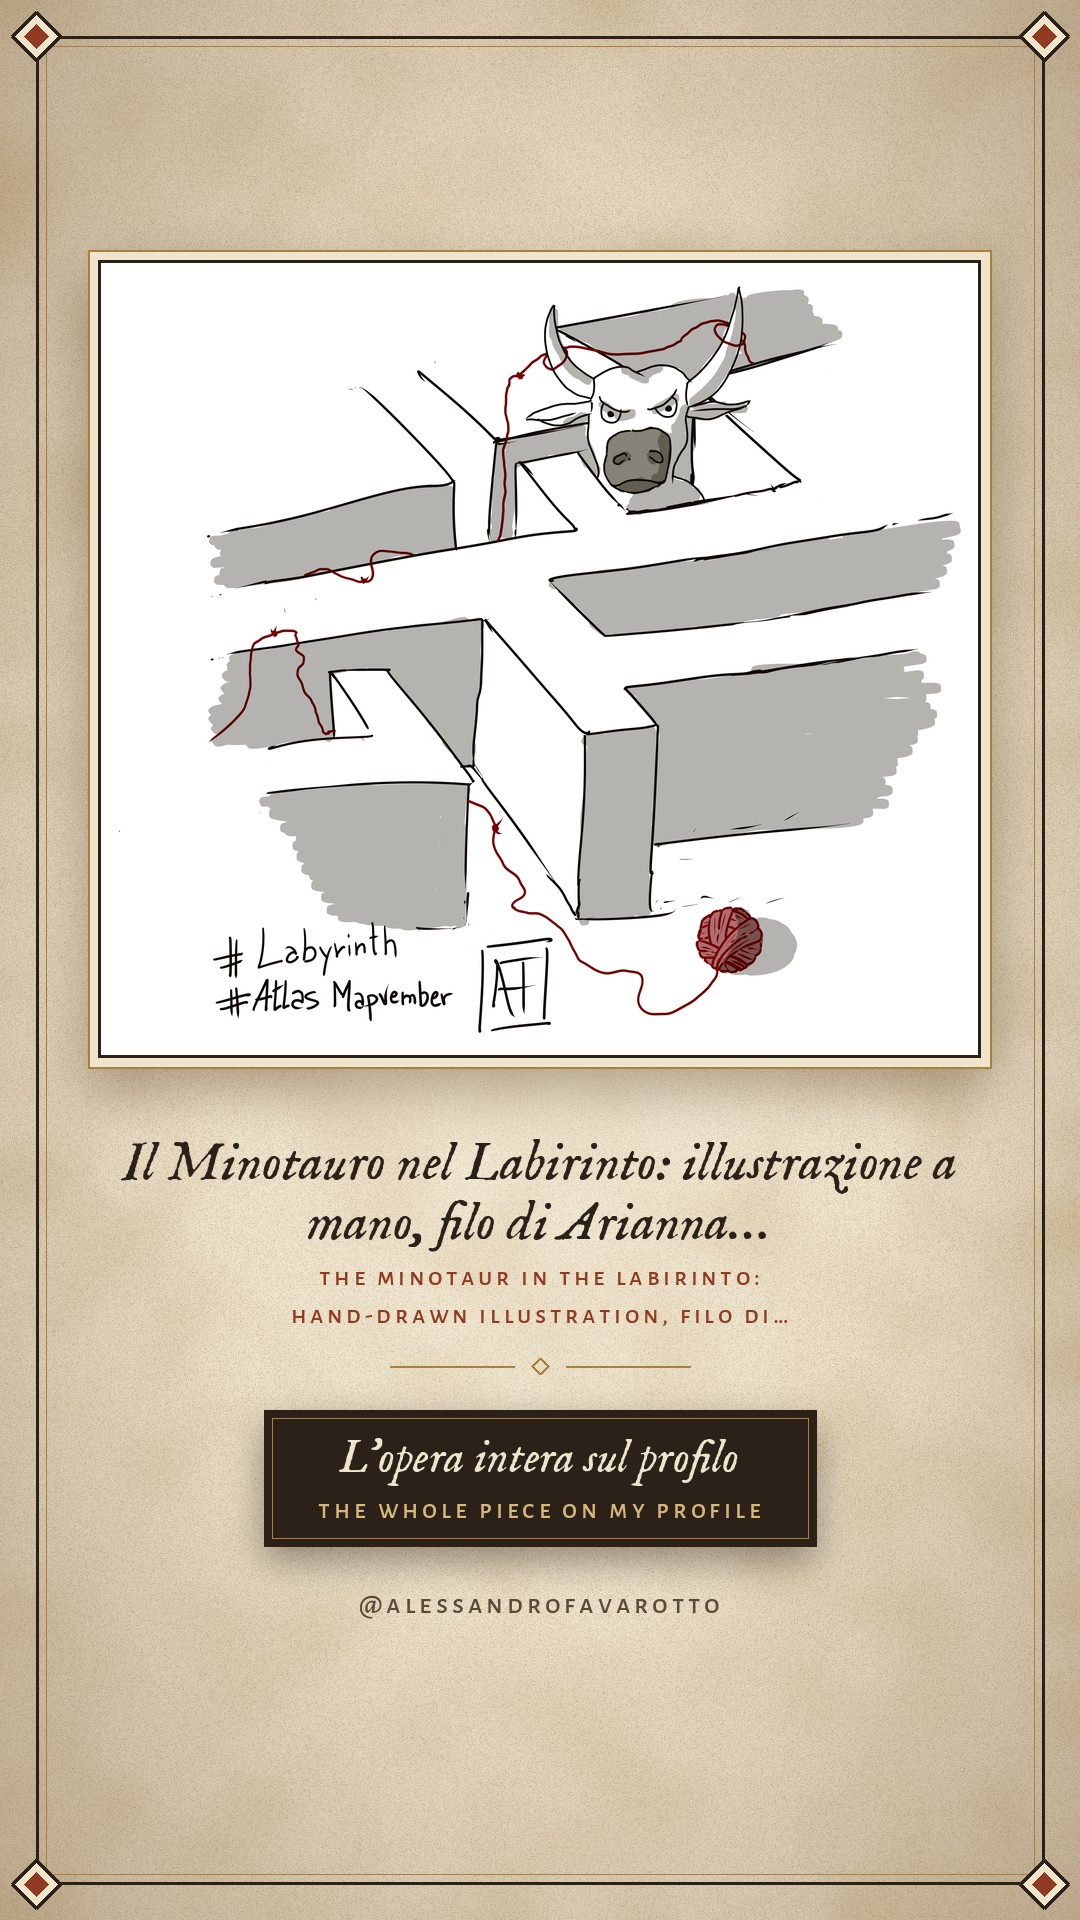 # Labyrinth
#Atlas Mapvember
AF
Il Minotauro nel Labirinto: illustrazione a
mano, filo di Arianna...
THE MINOTAUR IN THE LABIRINTO:
HAND-DRAWN ILLUSTRATION, FILO DI...
L'opera intera sul profilo
THE WHOLE PIECE ON MY PROFILE
@ALESSANDROFAVAROTTO